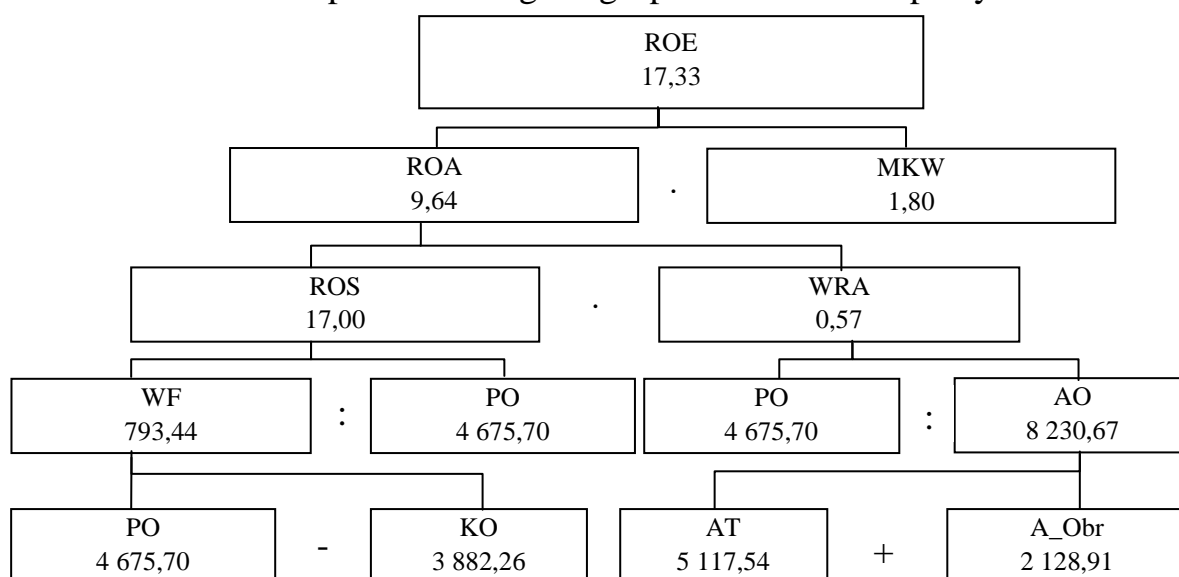 ROE
17,33
ROA
9,64
.
MKW
1,80
ROS
17,00
.
WRA
0,57
WF
793,44
:
PO
4 675,70
PO
4 675,70
:
AO
8 230,67
PO
4 675,70
-
KO
3 882,26
AT
5 117,54
+
A_Obr
2 128,91